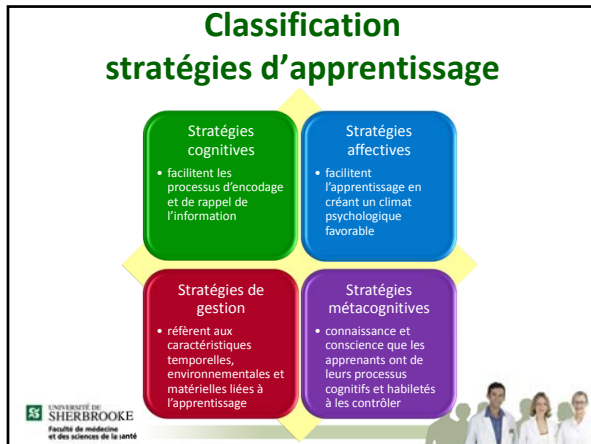 Classification
stratégies d’apprentissage
Stratégies
cognitives
• facilitent les
processus d’encodage
et de rappel de
l’information
Stratégies
affectives
• facilitent
l’apprentissage en
créant un climat
psychologique
favorable
Stratégies de
gestion
• réfèrent aux
caractéristiques
temporelles,
environnementales et
matérielles liées à
l’apprentissage
Stratégies
métacognitives
• connaissance et
conscience que les
apprenants ont de
leurs processus
cognitifs et habiletés
à les contrôler
UNIVERSITÉ DE
SHERBROOKE
Faculté de médecine
et des sciences de la santé